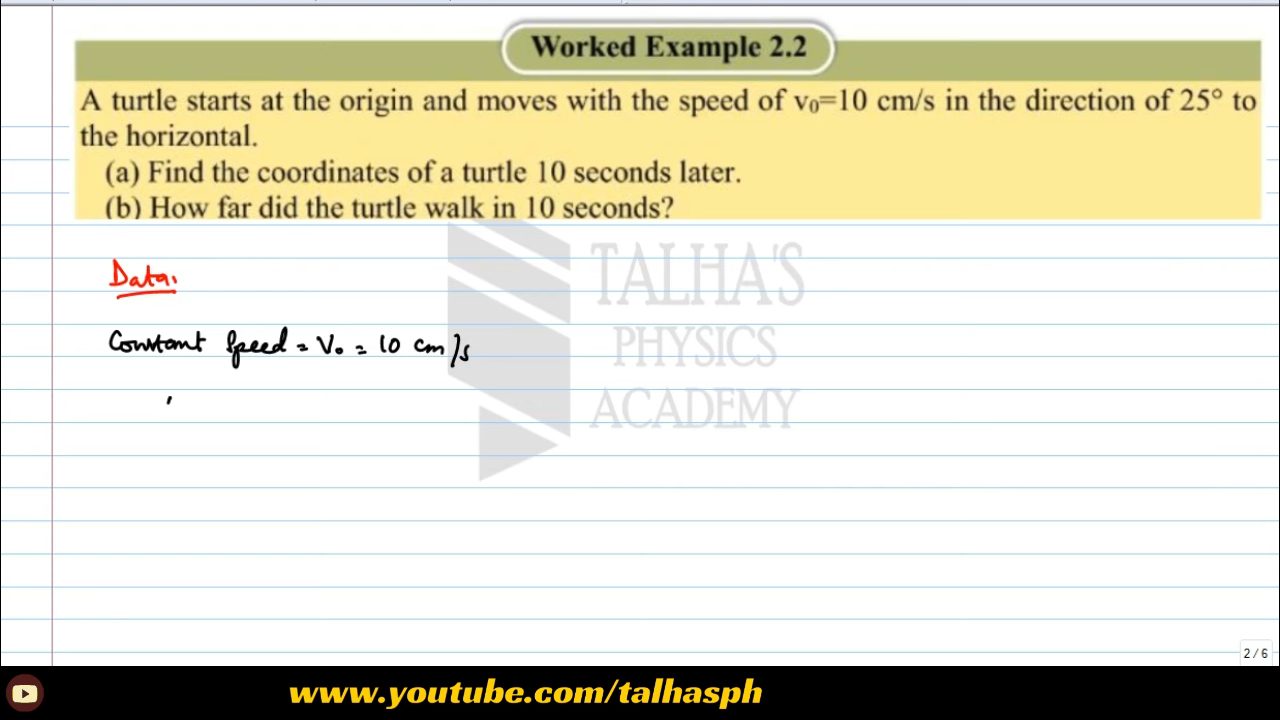 Worked Example 2.2
A turtle starts at the origin and moves with the speed of v₀=10 cm/s in the direction of 25° to
the horizontal.
(a) Find the coordinates of a turtle 10 seconds later.
(b) How far did the turtle walk in 10 seconds?
Data.
Constant Speed = V₀ = 10 cm/s
TALHA'S
PHYSICS
ACADEMY
2 / 6
www.youtube.com/talhasph